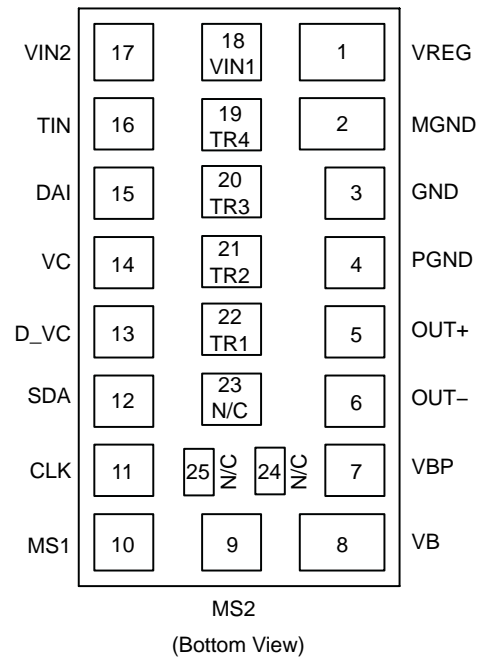 VIN2 17 18 VIN1 1 VREG
TIN 16 19 TR4 2 MGND
DAI 15 20 TR3 3 GND
VC 14 21 TR2 4 PGND
D_VC 13 22 TR1 5 OUT+
SDA 12 23 N/C 6 OUT−
CLK 11 25 N/C 24 N/C 7 VBP
MS1 10 9 8 VB
MS2
(Bottom View)